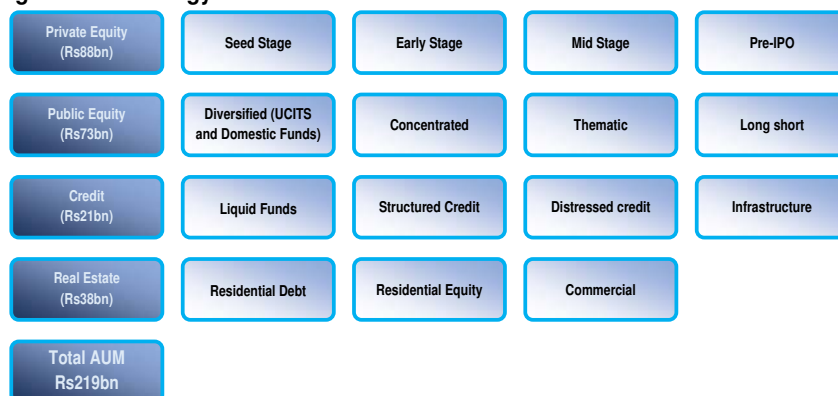 Private Equity
(Rs88bn)
Seed Stage
Early Stage
Mid Stage
Pre-IPO
Public Equity
(Rs73bn)
Diversified (UCITS
and Domestic Funds)
Concentrated
Thematic
Long short
Credit
(Rs21bn)
Liquid Funds
Structured Credit
Distressed credit
Infrastructure
Real Estate
(Rs38bn)
Residential Debt
Residential Equity
Commercial
Total AUM
Rs219bn